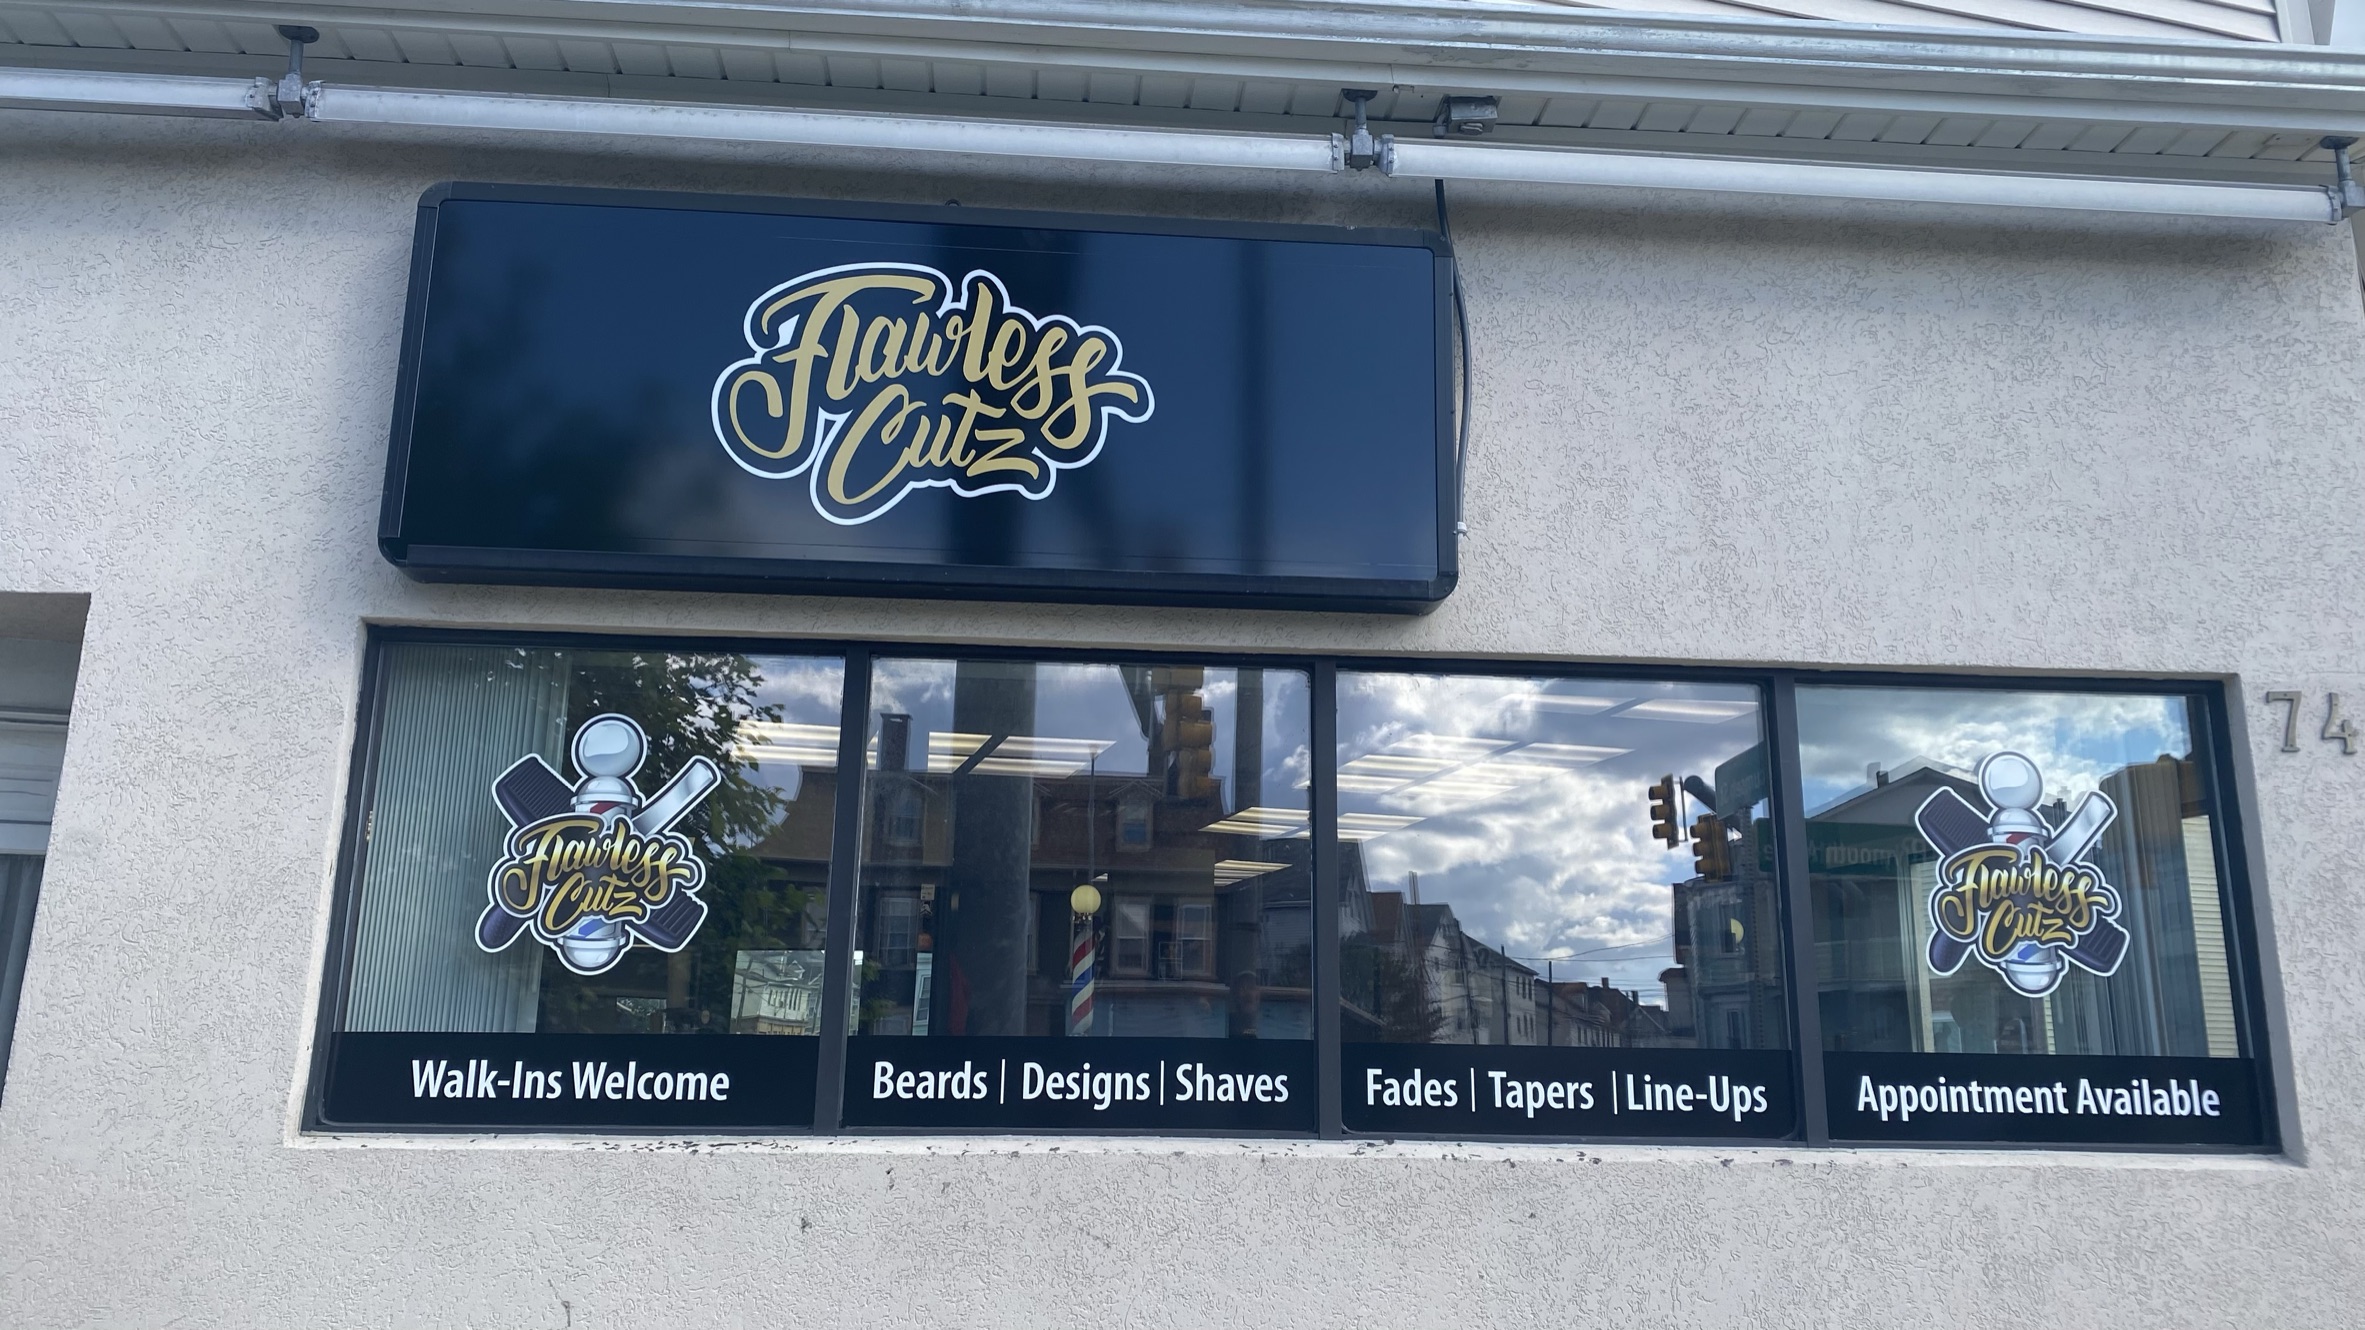 Flawless
Cutz
74
Flawless
Cutz
Flawless
Cutz
Walk-Ins Welcome
Beards | Designs | Shaves
Fades | Tapers | Line-Ups
Appointment Available